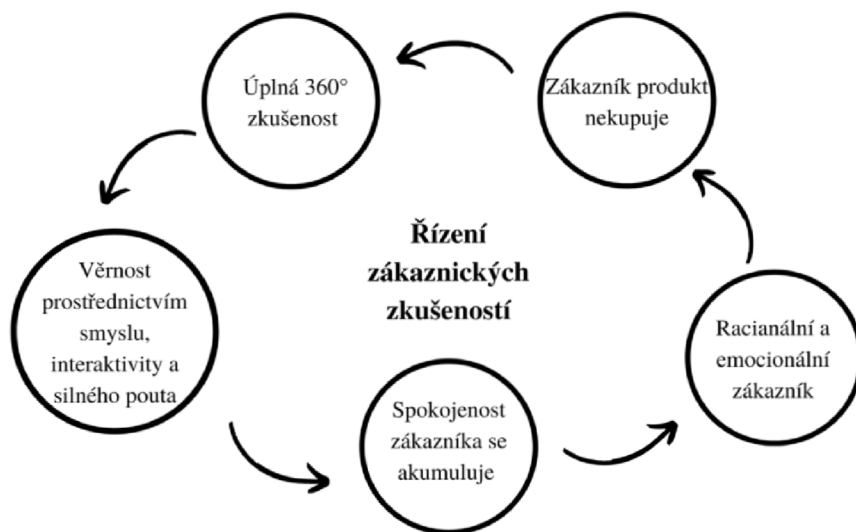 Úplná 360°
zkušenost
Zákazník produkt
nekupuje
Řízení
zákaznických
zkušeností
Věrnost
prostřednictvím
smyslu,
interaktivity a
silného pouta
Racianální a
emocionální
zákazník
Spokojenost
zákazníka se
akumuluje